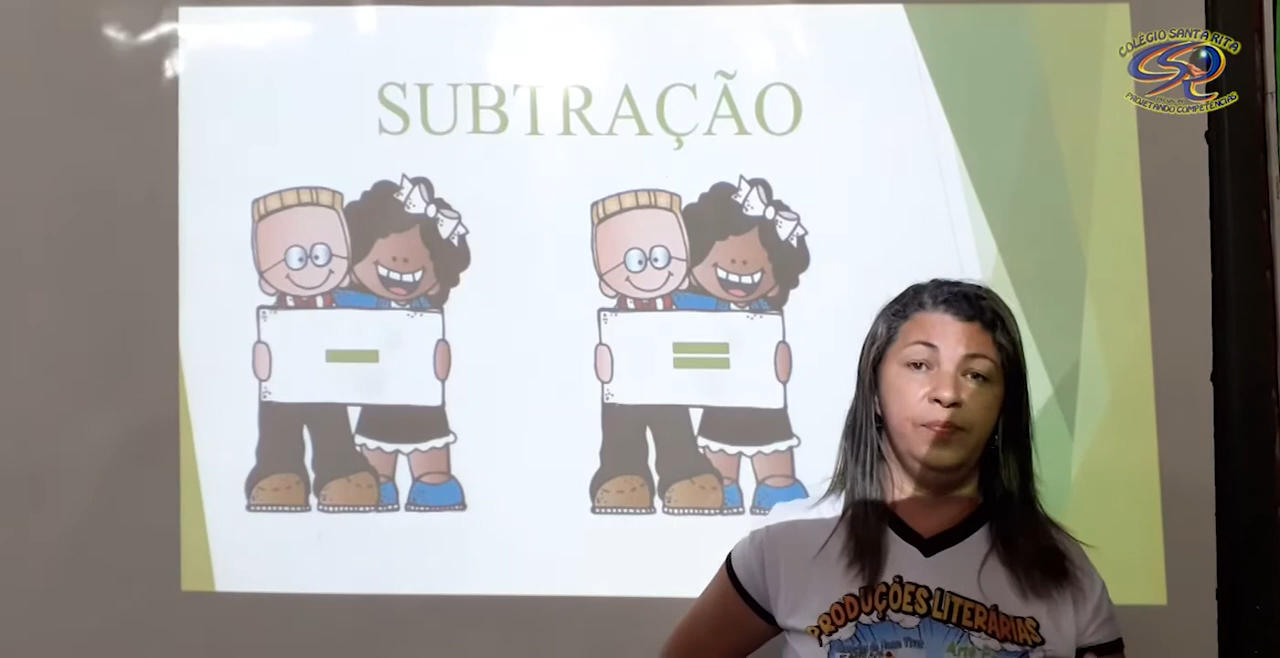 SUBTRAÇÃO
COLÉGIO SANTA RITA
PROJETANDO COMPETÊNCIAS
-
=
PRODUÇÕES LITERÁRIAS